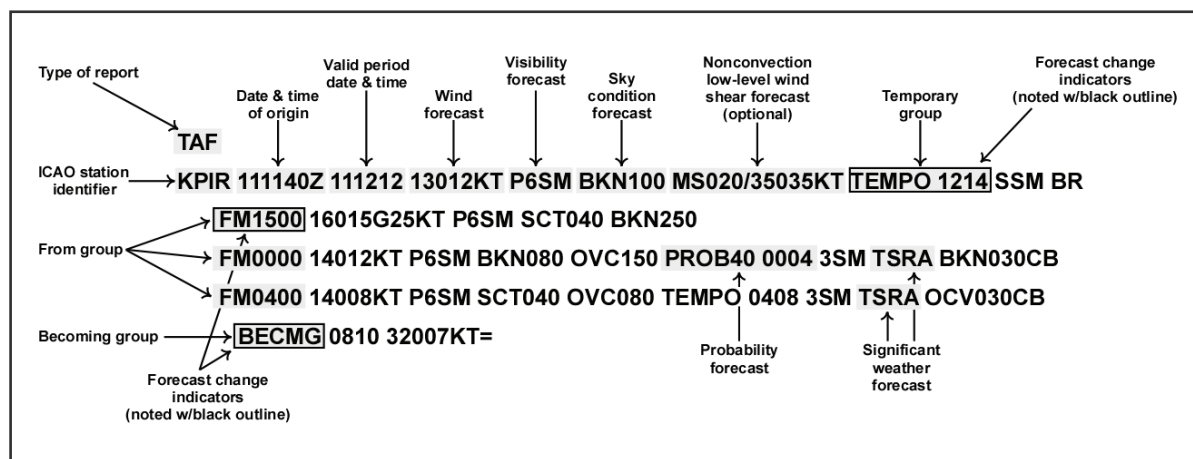 Type of report
Date & time
of origin
Valid period
date & time
Wind
forecast
Visibility
forecast
Sky
condition
forecast
Nonconvection
low-level wind
shear forecast
(optional)
Temporary
group
Forecast change
indicators
(noted w/black outline)
TAF
ICAO station
identifier
KPIR 111140Z 111212 13012KT P6SM BKN100 MS020/35035KT TEMPO 1214 SSM BR
From group
FM1500 16015G25KT P6SM SCT040 BKN250
FM0000 14012KT P6SM BKN080 OVC150 PROB40 0004 3SM TSRA BKN030CB
FM0400 14008KT P6SM SCT040 OVC080 TEMPO 0408 3SM TSRA OCV030CB
Becoming group
BECMG 0810 32007KT=
Forecast change
indicators
(noted w/black outline)
Probability
forecast
Significant
weather
forecast